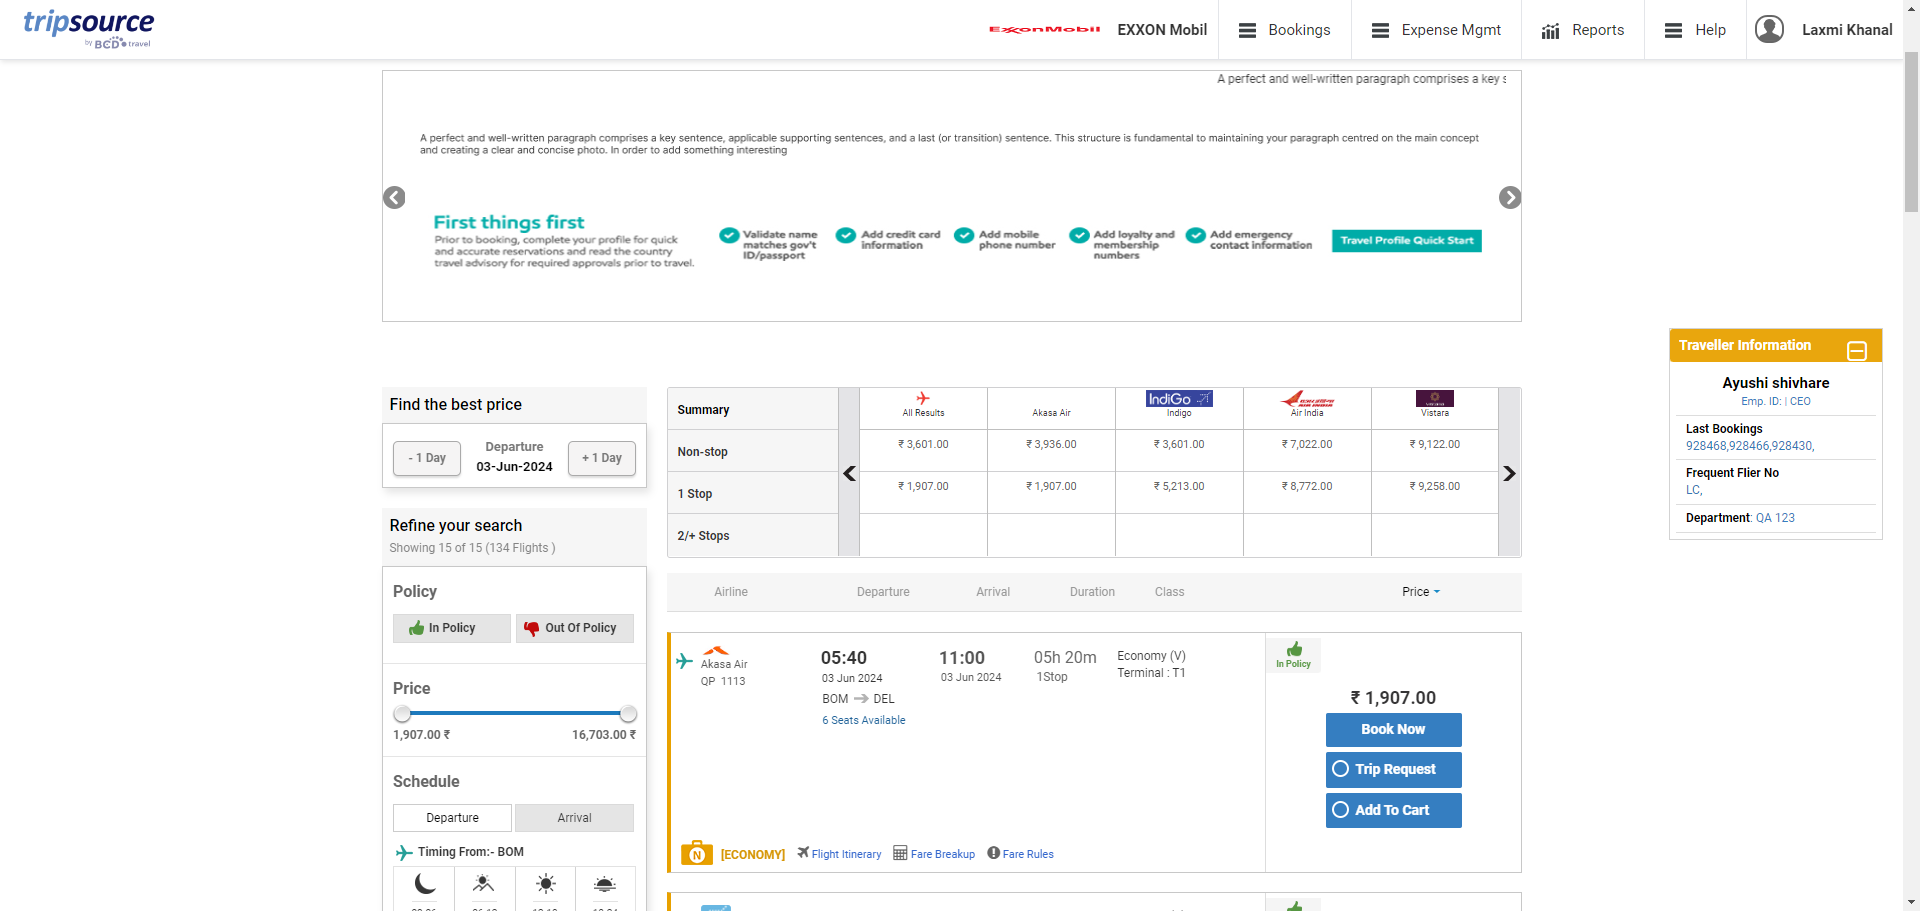 tripsource
by BCD travel
ExxonMobil
EXXON Mobil
Bookings
Expense Mgmt
Reports
Help
Laxmi Khanal
A perfect and well-written paragraph comprises a key s
A perfect and well-written paragraph comprises a key sentence, applicable supporting sentences, and a last (or transition) sentence. This structure is fundamental to maintaining your paragraph centred on the main concept
and creating a clear and concise photo. In order to add something interesting
First things first
Prior to booking, complete your profile for quick
and accurate reservations and read the country
travel advisory for required approvals prior to travel.
Validate name
matches gov't
ID/passport
Add credit card
information
Add mobile
phone number
Add loyalty and
membership
numbers
Add emergency
contact information
Travel Profile Quick Start
Traveller Information
Ayushi shivhare
Emp. ID: | CEO
Last Bookings
928468,928466,928430,
Frequent Flier No
LC,
Department: QA 123
Find the best price
- 1 Day
Departure
03-Jun-2024
+ 1 Day
Refine your search
Showing 15 of 15 (134 Flights )
Policy
In Policy
Out Of Policy
Price
1,907.00 ₹
16,703.00 ₹
Schedule
Departure
Arrival
Timing From:- BOM
Summary
All Results
Akasa Air
IndiGo
Indigo
AIR INDIA
Air India
Vistara
Non-stop
₹ 3,601.00
₹ 3,936.00
₹ 3,601.00
₹ 7,022.00
₹ 9,122.00
1 Stop
₹ 1,907.00
₹ 1,907.00
₹ 5,213.00
₹ 8,772.00
₹ 9,258.00
2/+ Stops
Airline
Departure
Arrival
Duration
Class
Price
Akasa Air
QP 1113
05:40
03 Jun 2024
BOM
DEL
6 Seats Available
11:00
03 Jun 2024
05h 20m
1Stop
Economy (V)
Terminal : T1
In Policy
₹ 1,907.00
Book Now
Trip Request
Add To Cart
N
[ECONOMY]
Flight Itinerary
Fare Breakup
Fare Rules